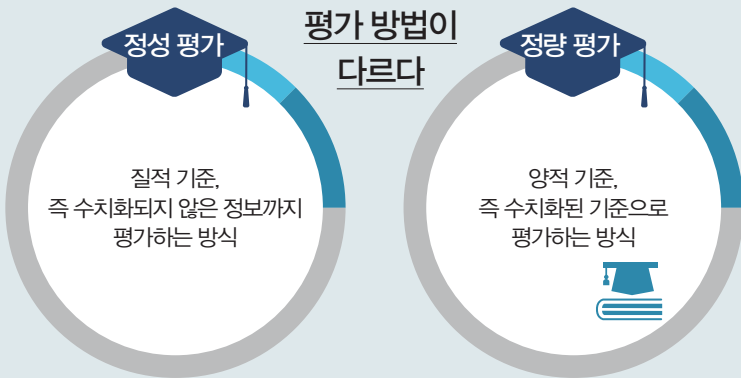 평가 방법이
다르다
정성 평가
질적 기준,
즉 수치화되지 않은 정보까지
평가하는 방식
정량 평가
양적 기준,
즉 수치화된 기준으로
평가하는 방식